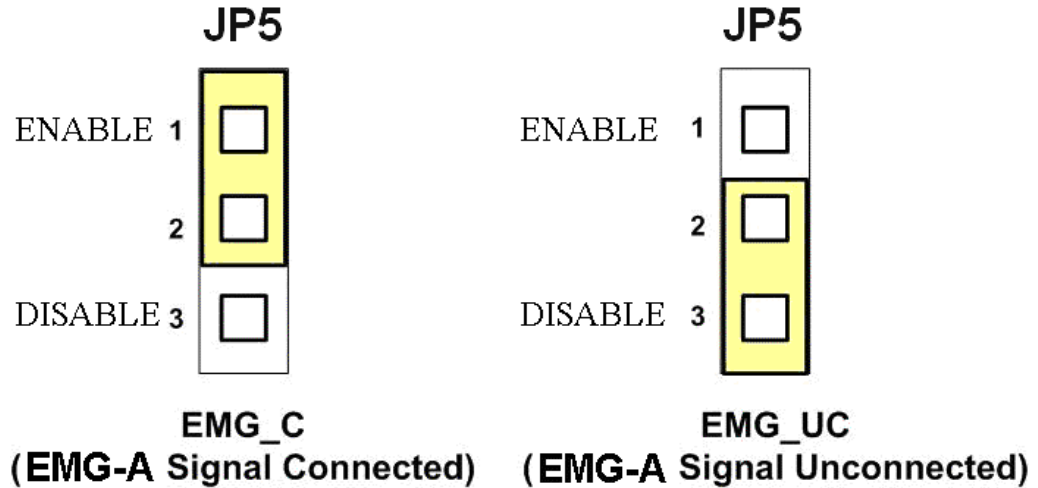 JP5 JP5
ENABLE 1 ENABLE 1
2 2
DISABLE 3 DISABLE 3
EMG_C EMG_UC
(EMG-A Signal Connected) (EMG-A Signal Unconnected)